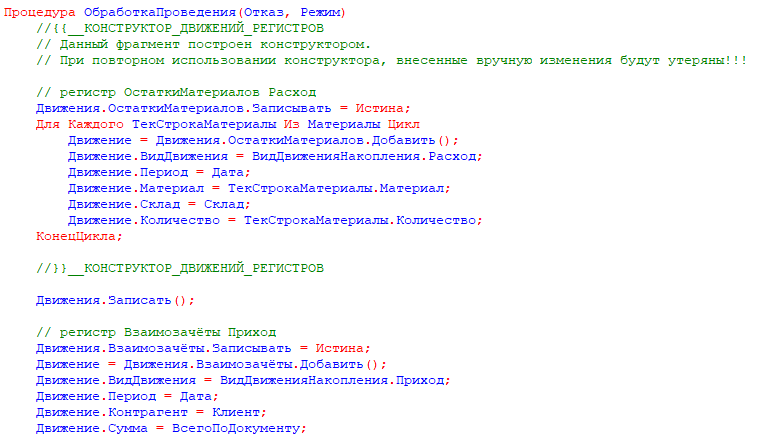 Процедура ОбработкаПроведения(Отказ, Режим)
//{{__КОНСТРУКТОР_ДВИЖЕНИЙ_РЕГИСТРОВ
// Данный фрагмент построен конструктором.
// При повторном использовании конструктора, внесенные вручную изменения будут утеряны!!!
// регистр ОстаткиМатериалов Расход
Движения.ОстаткиМатериалов.Записывать = Истина;
Для Каждого ТекСтрокаМатериалы Из Материалы Цикл
Движение = Движения.ОстаткиМатериалов.Добавить();
Движение.ВидДвижения = ВидДвиженияНакопления.Расход;
Движение.Период = Дата;
Движение.Материал = ТекСтрокаМатериалы.Материал;
Движение.Склад = Склад;
Движение.Количество = ТекСтрокаМатериалы.Количество;
КонецЦикла;
//}}__КОНСТРУКТОР_ДВИЖЕНИЙ_РЕГИСТРОВ
Движения.Записать();
// регистр Взаимозачёты Приход
Движения.Взаимозачёты.Записывать = Истина;
Движение = Движения.Взаимозачёты.Добавить();
Движение.ВидДвижения = ВидДвиженияНакопления.Приход;
Движение.Период = Дата;
Движение.Контрагент = Клиент;
Движение.Сумма = ВсегоПоДокументу;